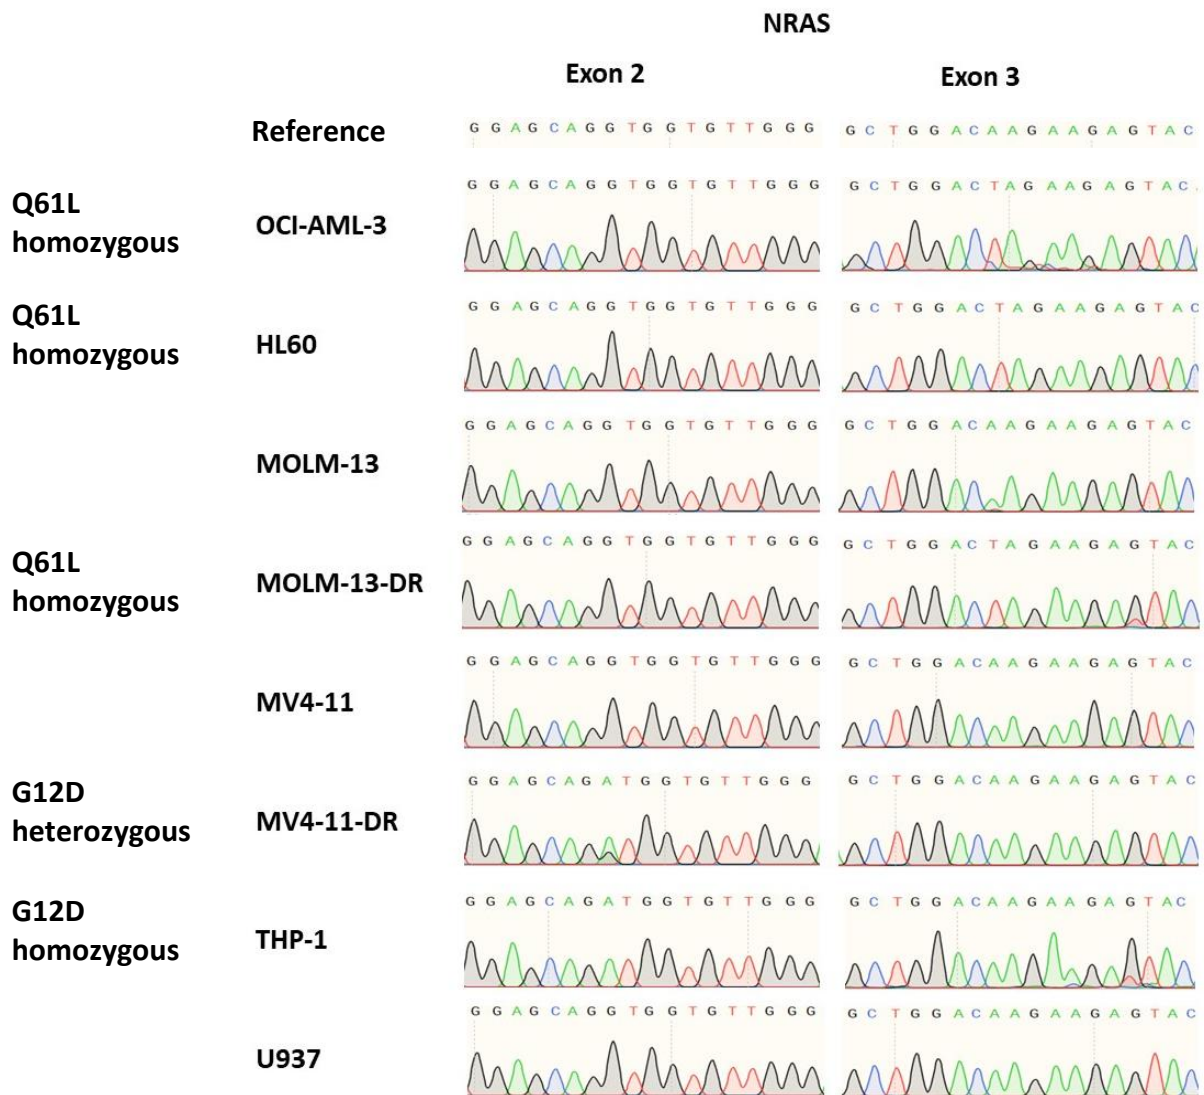 NRAS
Exon 2 Exon 3
Reference G G A G C A G G T G G T G T T G G G G C T G G A C A A G A A G A G T A C
Q61L
homozygous
OCI-AML-3 G G A G C A G G T G G T G T T G G G G C T G G A C T A G A A G A G T A C
Q61L
homozygous
HL60 G G A G C A G G T G G T G T T G G G G C T G G A C T A G A A G A G T A C
MOLM-13 G G A G C A G G T G G T G T T G G G G C T G G A C A A G A A G A G T A C
Q61L
homozygous
MOLM-13-DR G G A G C A G G T G G T G T T G G G G C T G G A C T A G A A G A G T A C
MV4-11 G G A G C A G G T G G T G T T G G G G C T G G A C A A G A A G A G T A C
G12D
heterozygous
MV4-11-DR G G A G C A G A T G G T G T T G G G G C T G G A C A A G A A G A G T A C
G12D
homozygous
THP-1 G G A G C A G A T G G T G T T G G G G C T G G A C A A G A A G A G T A C
U937 G G A G C A G G T G G T G T T G G G G C T G G A C A A G A A G A G T A C